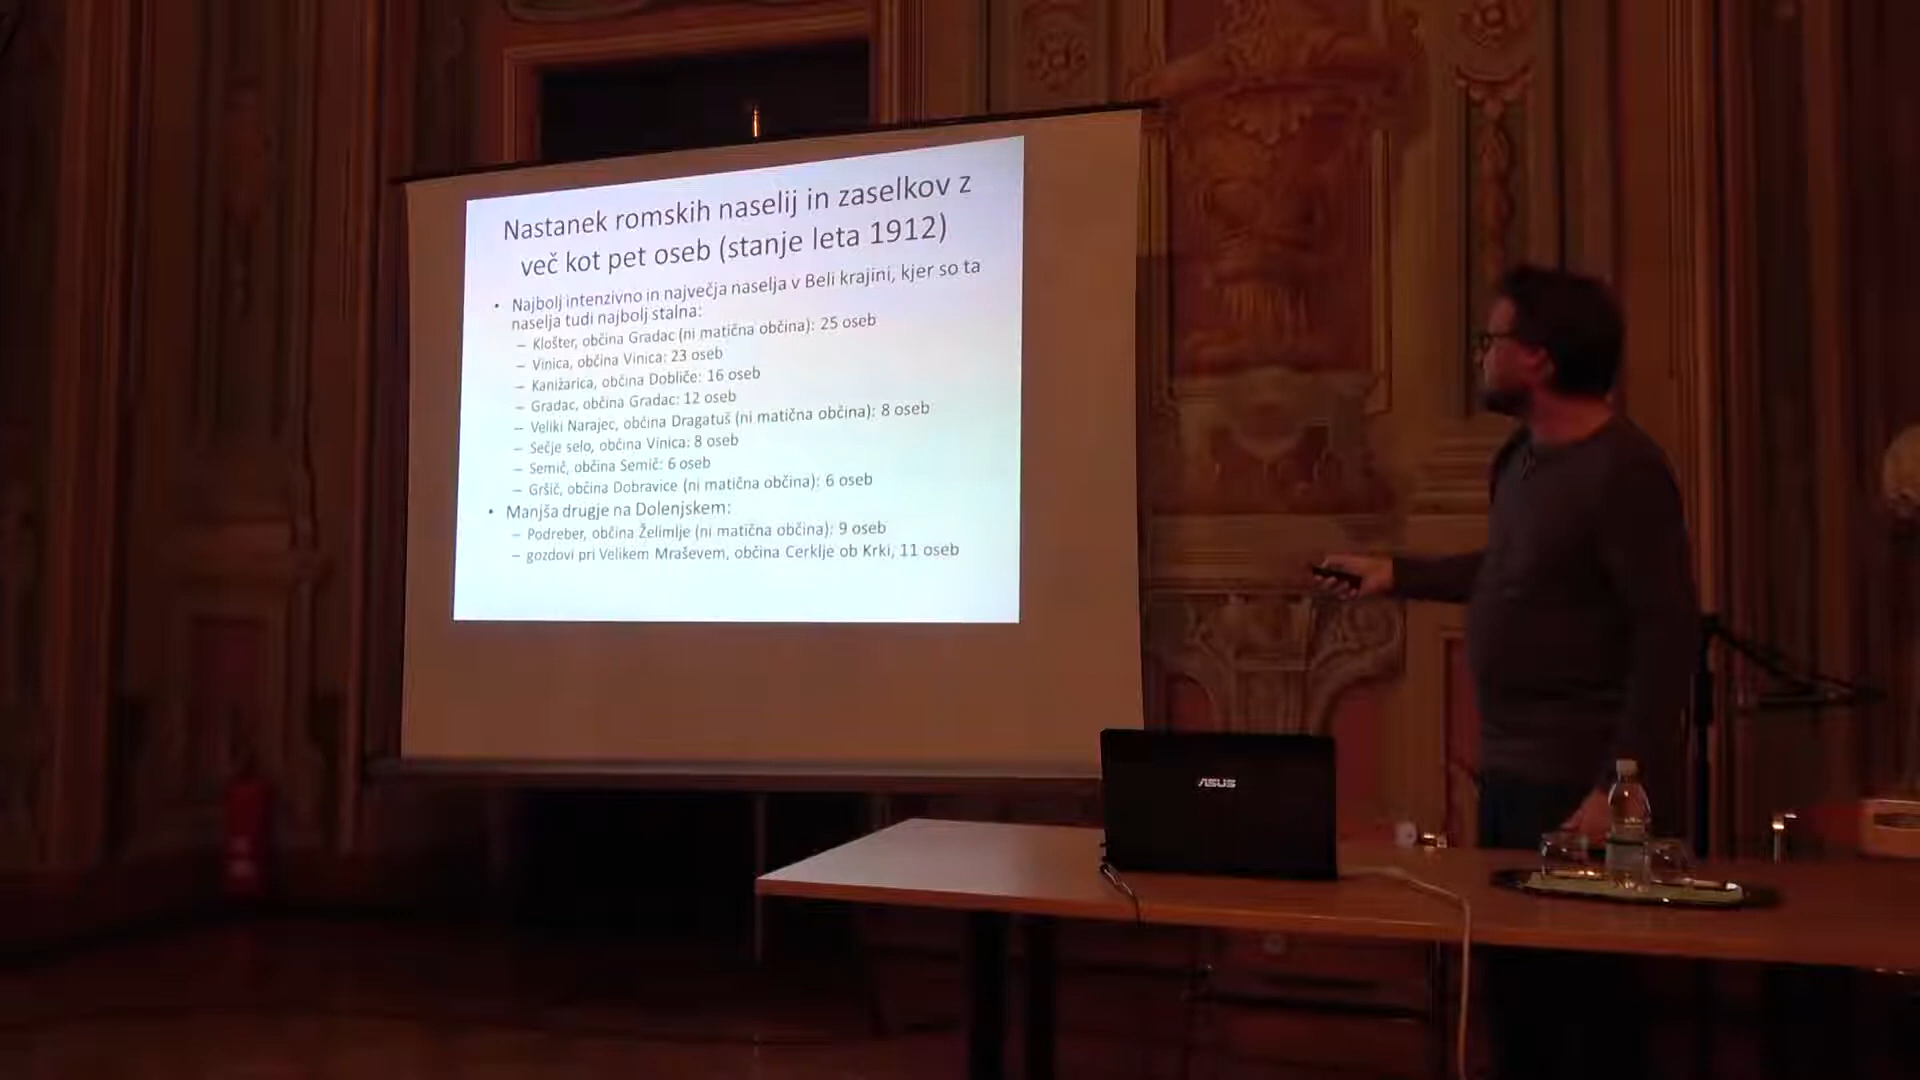 Nastanek romskih naselij in zaselkov z
več kot pet oseb (stanje leta 1912)
• Najbolj intenzivno in največja naselja v Beli krajini, kjer so ta
naselja tudi najbolj stalna:
– Klošter, občina Gradac (ni matična občina): 25 oseb
– Vinica, občina Vinica: 23 oseb
– Kanižarica, občina Dobliče: 16 oseb
– Gradac, občina Gradac: 12 oseb
– Veliki Narajec, občina Dragatuš (ni matična občina): 8 oseb
– Sečje selo, občina Vinica: 8 oseb
– Semič, občina Semič: 6 oseb
– Gršič, občina Dobravice (ni matična občina): 6 oseb
• Manjša drugje na Dolenjskem:
– Podreber, občina Želimlje (ni matična občina): 9 oseb
– gozdovi pri Velikem Mraševem, občina Cerklje ob Krki, 11 oseb
ASUS